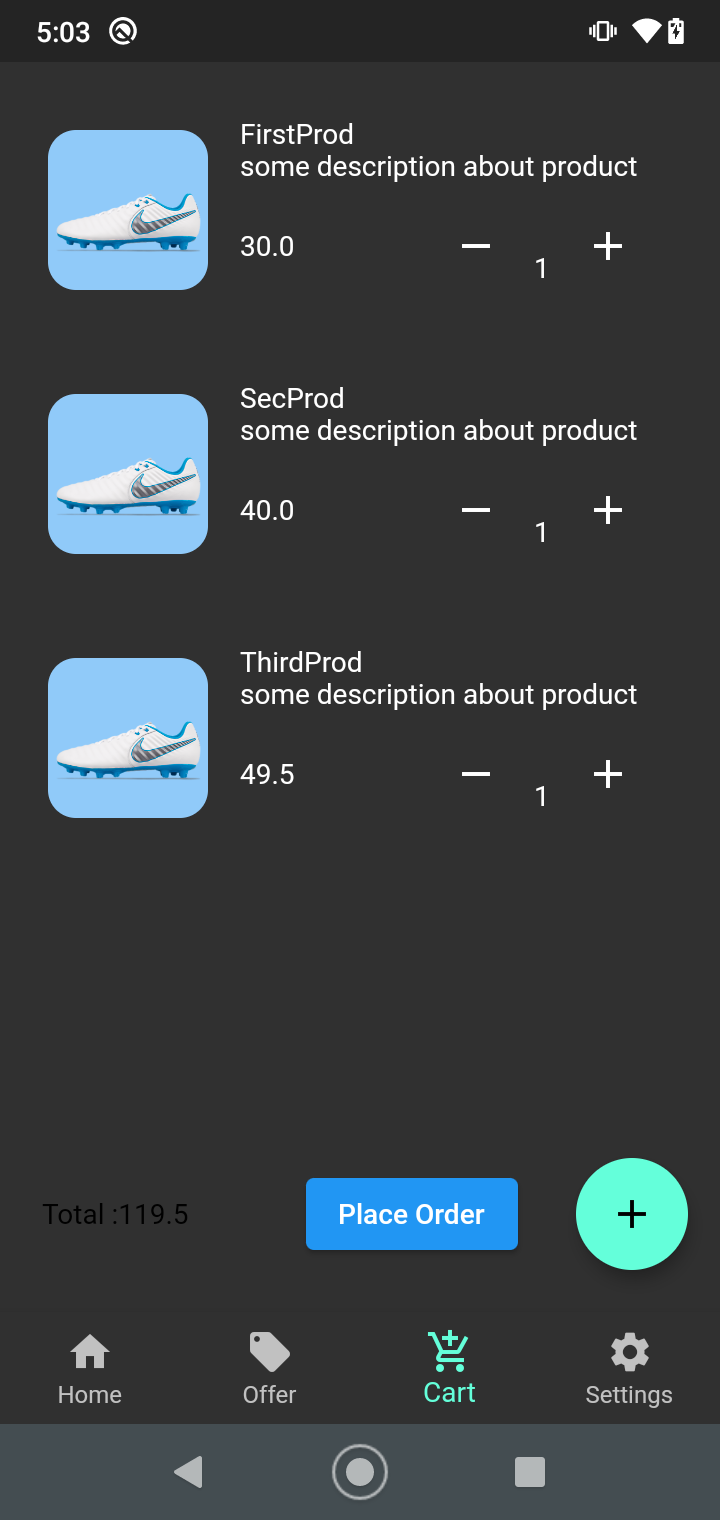 5:03
FirstProd
some description about product
30.0
1
SecProd
some description about product
40.0
1
ThirdProd
some description about product
49.5
1
Total :119.5
Place Order
Home
Offer
Cart
Settings